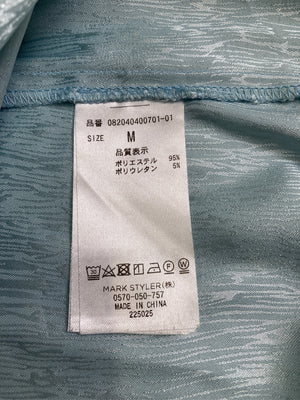 品番 082040400701-01
SIZE M
品質表示
ポリエステル 95%
ポリウレタン 5%
MARK STYLER(株)
0570-050-757
MADE IN CHINA
225025